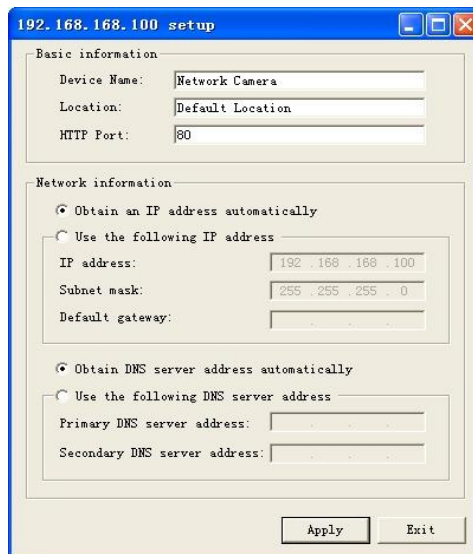 192.168.168.100 setup
Basic information
Device Name: Network Camera
Location: Default Location
HTTP Port: 80
Network information
Obtain an IP address automatically
Use the following IP address
IP address: 192 .168 .168 .100
Subnet mask: 255 .255 .255 . 0
Default gateway: . . .
Obtain DNS server address automatically
Use the following DNS server address
Primary DNS server address: . . .
Secondary DNS server address: . . .
Apply Exit